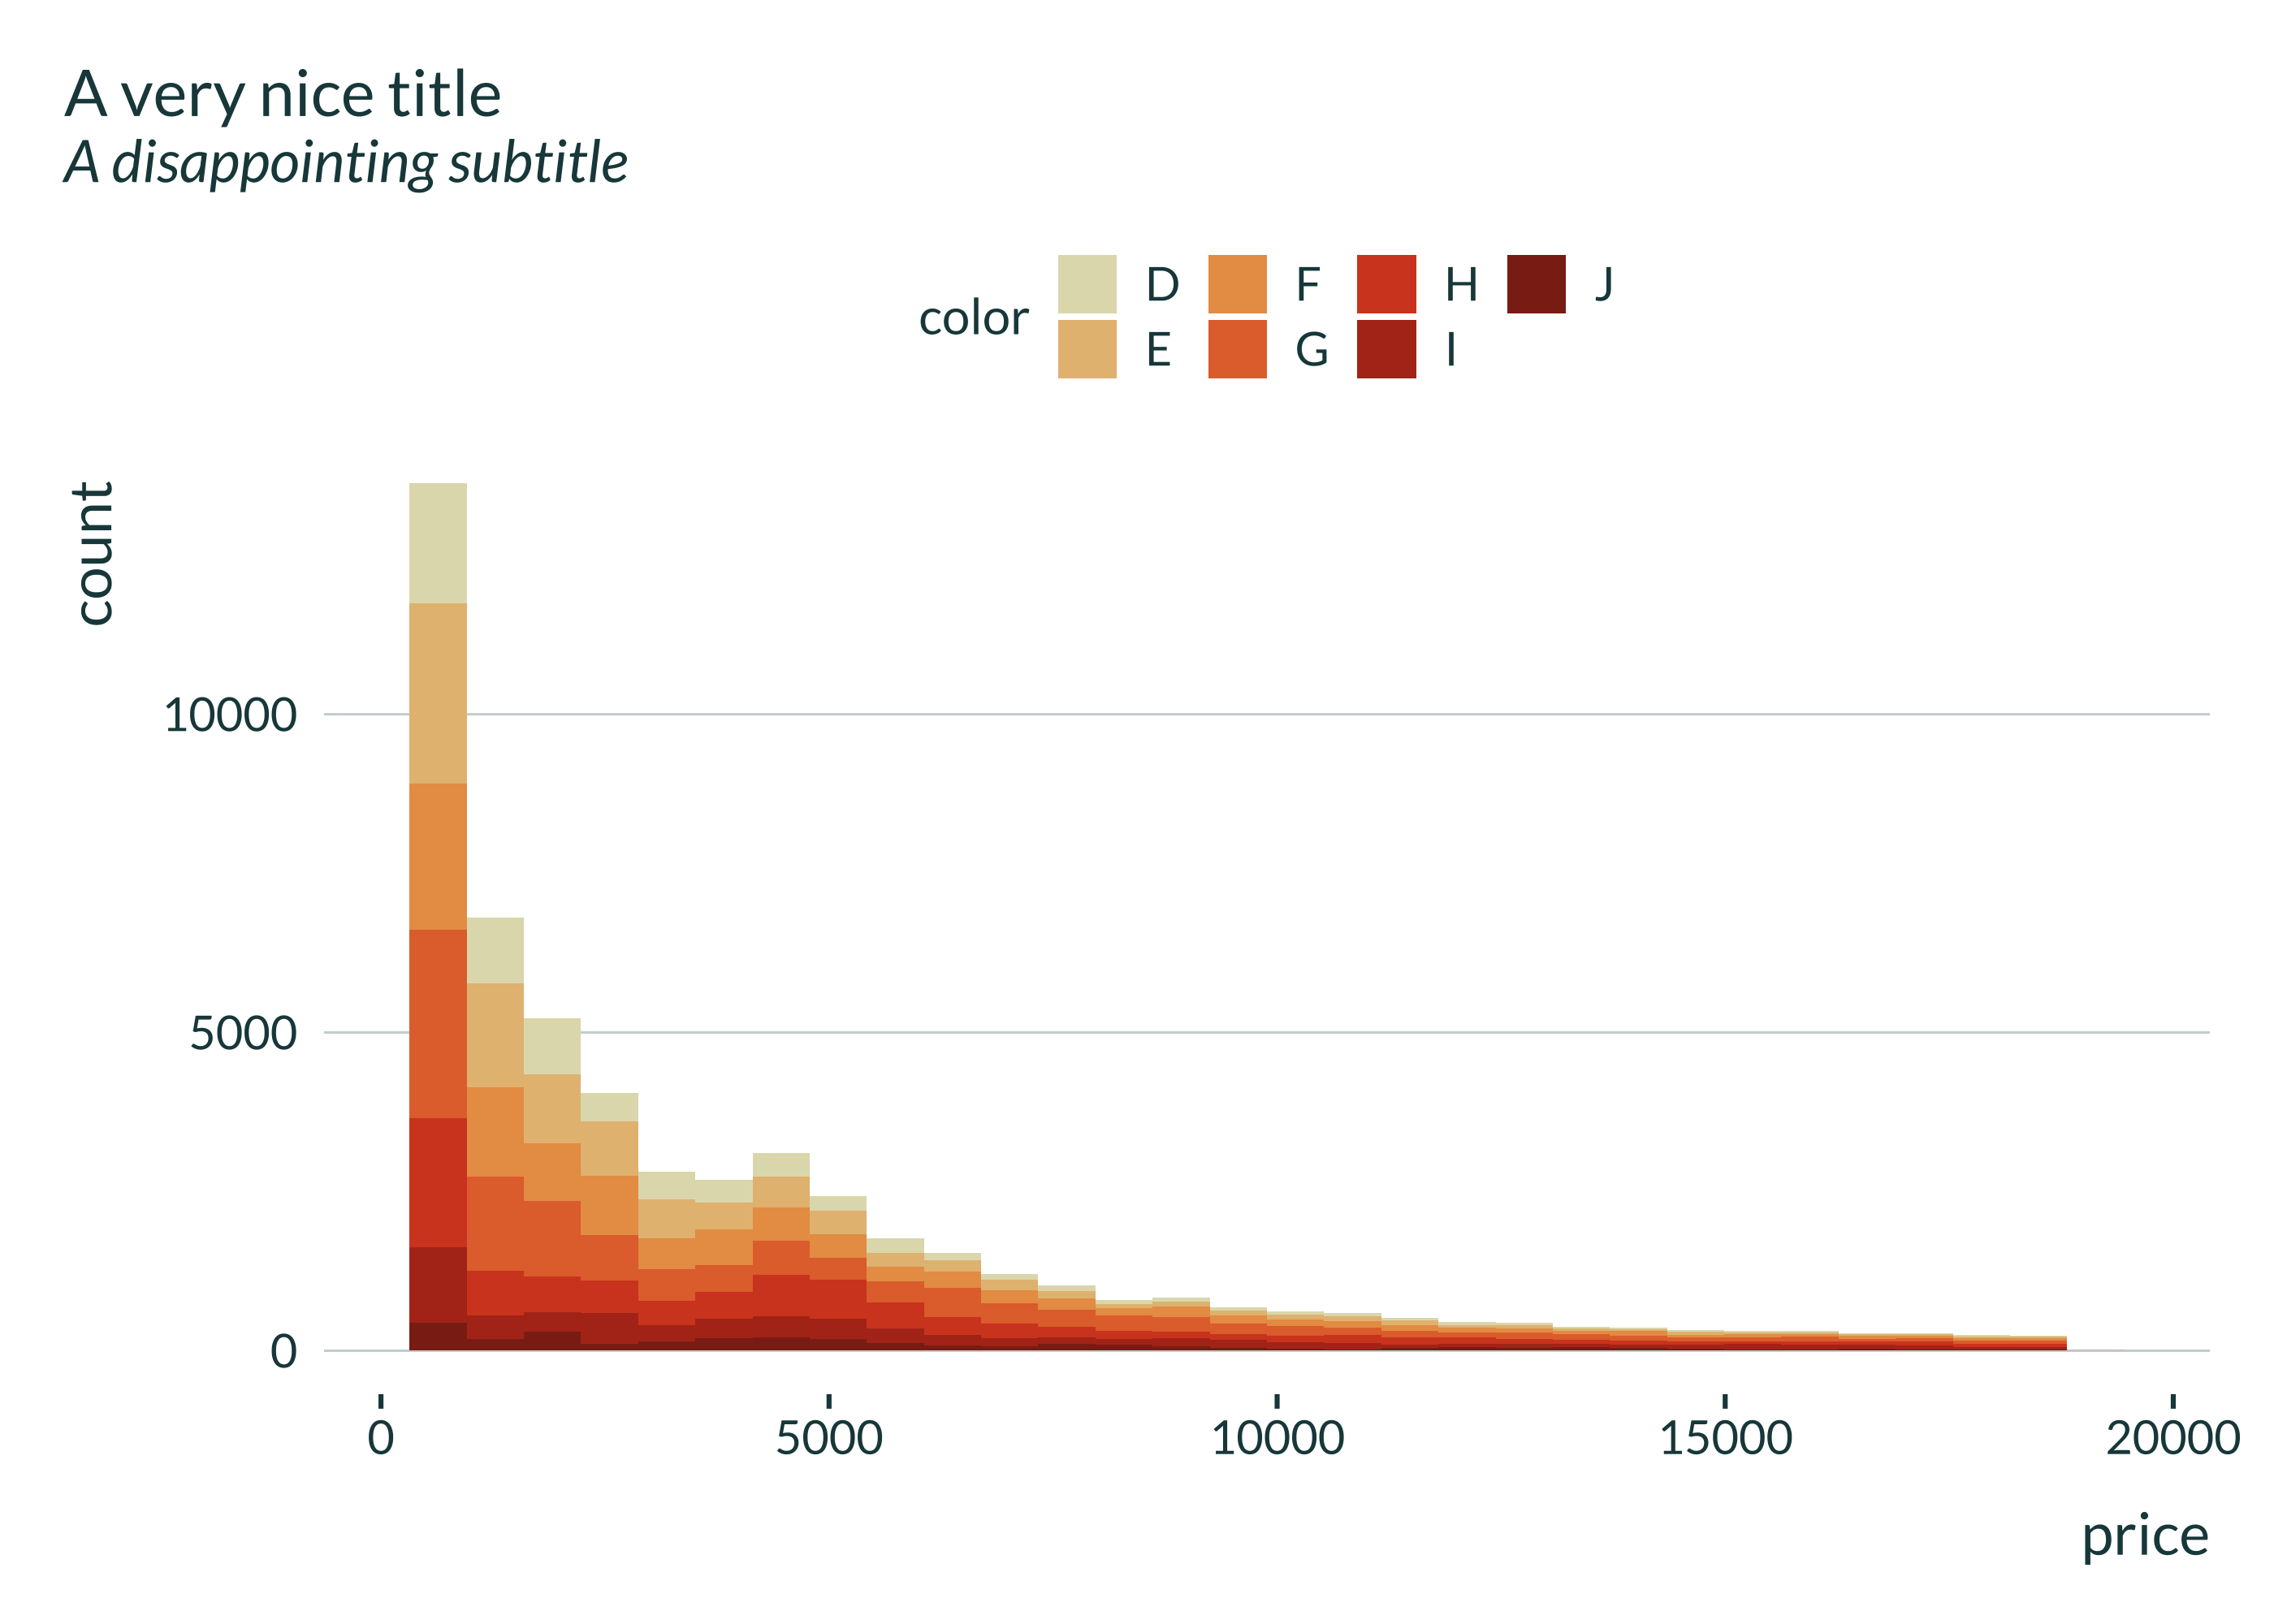 A very nice title
A disappointing subtitle
color
D F H J
E G I
count
10000
5000
0
0 5000 10000 15000 20000
price